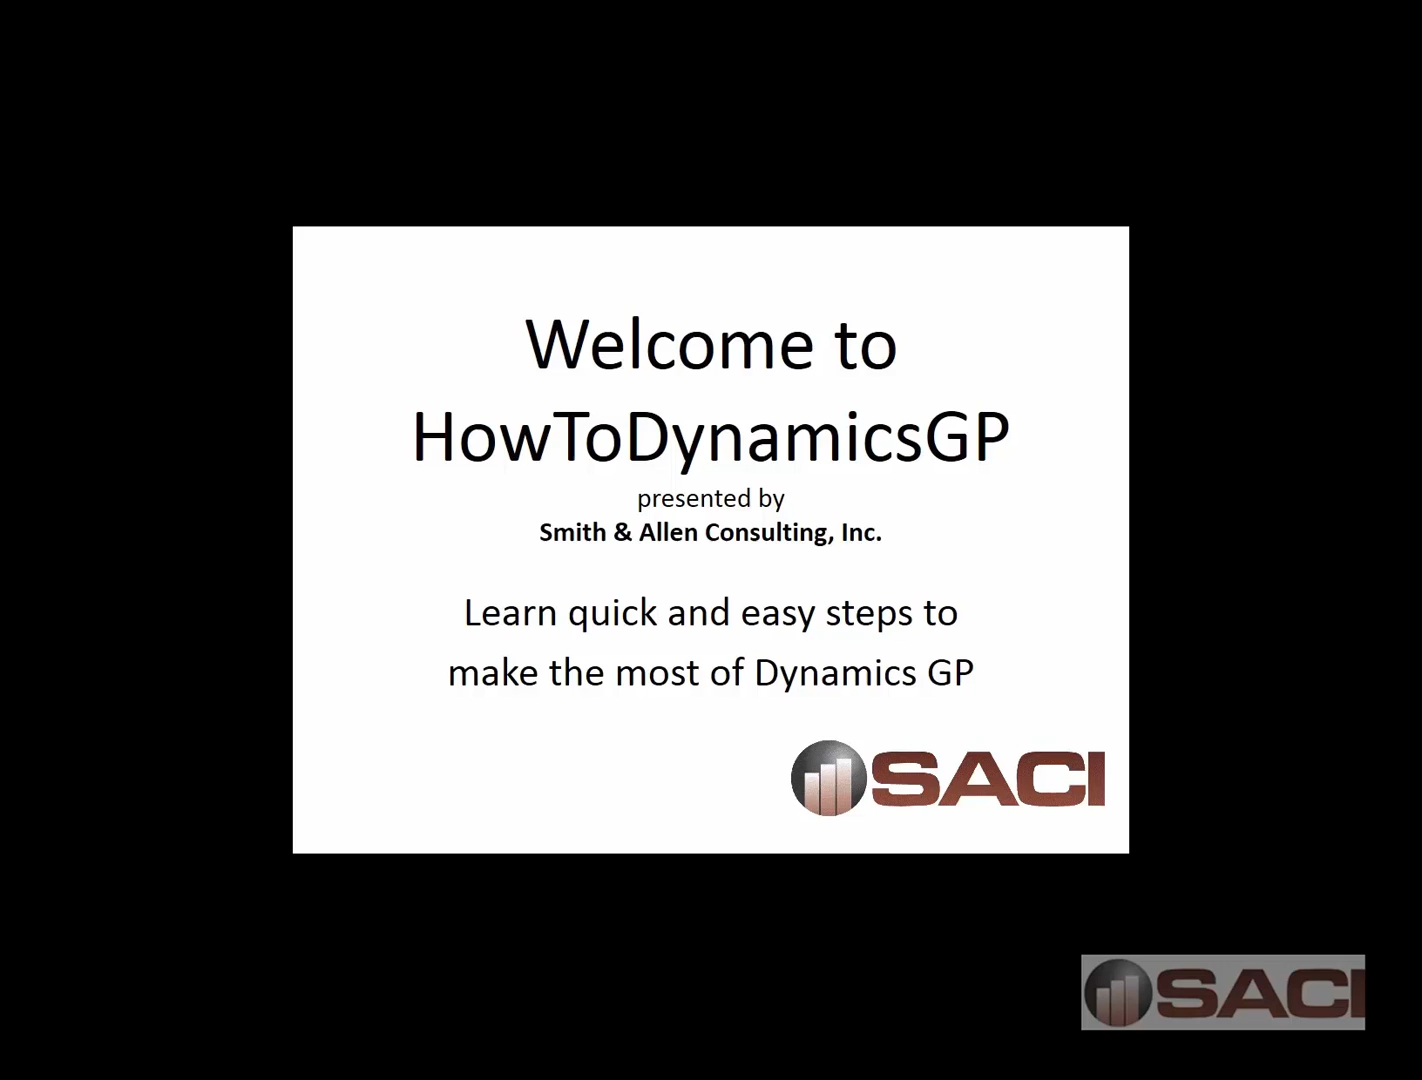 Welcome to
HowToDynamicsGP
presented by
Smith & Allen Consulting, Inc.
Learn quick and easy steps to
make the most of Dynamics GP
SACI
SACI